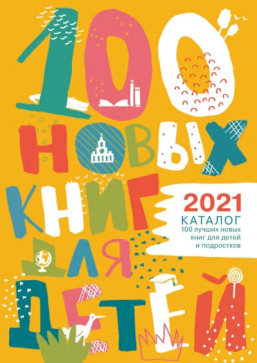 100
НОВЫХ
КНИГ
2021
КАТАЛОГ
100 лучших новых
книг для детей
и подростков
ДЛЯ
ДЕТЕЙ